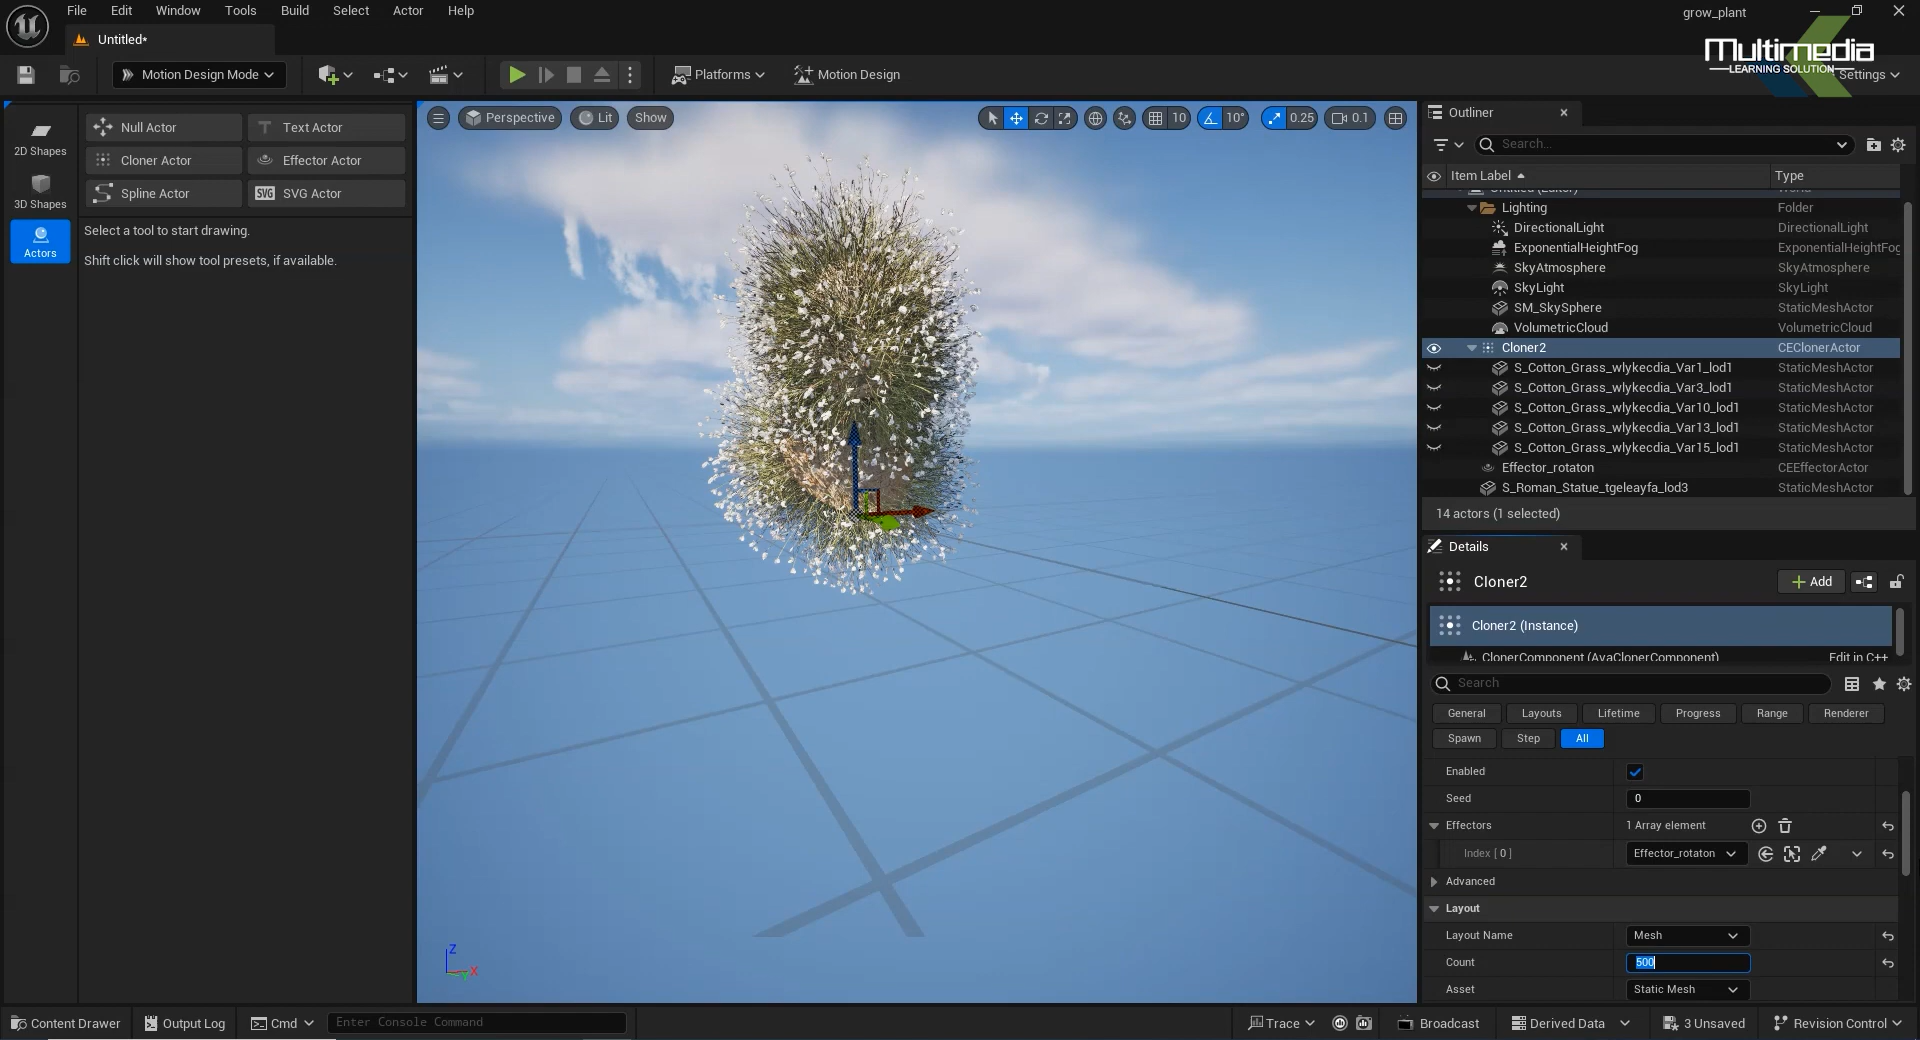 File Edit Window Tools Build Select Actor Help
grow_plant
Untitled*
Multimedia
LEARNING SOLUTION
Motion Design Mode
Platforms
Motion Design
Settings
2D Shapes
3D Shapes
Actors
Null Actor
Text Actor
Cloner Actor
Effector Actor
Spline Actor
SVG SVG Actor
Select a tool to start drawing.
Shift click will show tool presets, if available.
Perspective Lit Show
10 10° 0.25 0.1
Z
X
Outliner
Search...
Item Label Type
Untitled (Editor) World
Lighting Folder
DirectionalLight DirectionalLight
ExponentialHeightFog ExponentialHeightFog
SkyAtmosphere SkyAtmosphere
SkyLight SkyLight
SM_SkySphere StaticMeshActor
VolumetricCloud VolumetricCloud
Cloner2 CEClonerActor
S_Cotton_Grass_wlykecdia_Var1_lod1 StaticMeshActor
S_Cotton_Grass_wlykecdia_Var3_lod1 StaticMeshActor
S_Cotton_Grass_wlykecdia_Var10_lod1 StaticMeshActor
S_Cotton_Grass_wlykecdia_Var13_lod1 StaticMeshActor
S_Cotton_Grass_wlykecdia_Var15_lod1 StaticMeshActor
Effector_rotaton CEEffectorActor
S_Roman_Statue_tgeleayfa_lod3 StaticMeshActor
14 actors (1 selected)
Details
Cloner2
Add
Cloner2 (Instance)
ClonerComponent (AvaClonerComponent) Edit in C++
Search
General Layouts Lifetime Progress Range Renderer
Spawn Step All
Enabled
Seed 0
Effectors 1 Array element
Index [ 0 ] Effector_rotaton
Advanced
Layout
Layout Name Mesh
Count 500
Asset Static Mesh
Content Drawer Output Log Cmd Enter Console Command Trace Broadcast Derived Data 3 Unsaved Revision Control